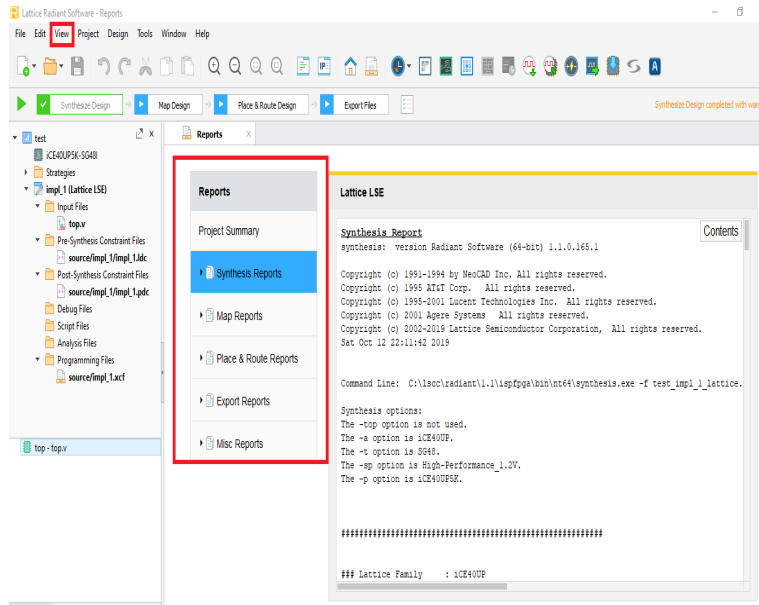 Lattice Radiant Software - Reports
File Edit View Project Design Tools Window Help
Synthesize Design Map Design Place & Route Design Export Files Synthesize Design completed with
test
iCE40UP5K-SG48I
Strategies
impl_1 (Lattice LSE)
Input Files
top.v
Pre-Synthesis Constraint Files
source/impl_1/impl_1.ldc
Post-Synthesis Constraint Files
source/impl_1/impl_1.pdc
Debug Files
Script Files
Analysis Files
Programming Files
source/impl_1.xcf
top - top.v
Reports
Reports
Project Summary
Synthesis Reports
Map Reports
Place & Route Reports
Export Reports
Misc Reports
Lattice LSE
Contents
Synthesis Report
synthesis: version Radiant Software (64-bit) 1.1.0.165.1
Copyright (c) 1991-1994 by NeoCAD Inc. All rights reserved.
Copyright (c) 1995 AT&T Corp. All rights reserved.
Copyright (c) 1995-2001 Lucent Technologies Inc. All rights reserved.
Copyright (c) 2001 Agere Systems All rights reserved.
Copyright (c) 2002-2019 Lattice Semiconductor Corporation, All rights reserved.
Sat Oct 12 22:11:42 2019
Command Line: C:\lscc\radiant\1.1\ispfpga\bin\nt64\synthesis.exe -f test_impl_1_lattice.
Synthesis options:
The -top option is not used.
The -a option is iCE40UP.
The -t option is SG48.
The -sp option is High-Performance_1.2V.
The -p option is iCE40UP5K.
##########################################################
### Lattice Family : iCE40UP